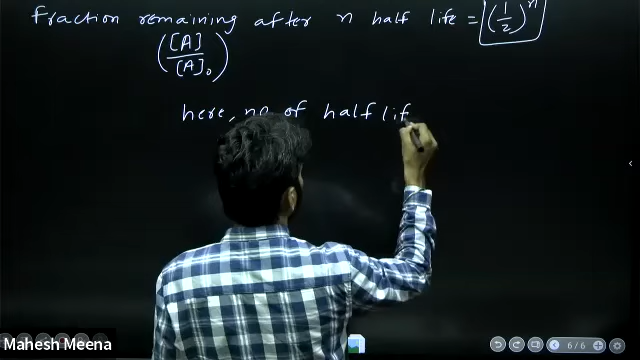 Fraction remaining after n half life = (1/2)^n
([A]/[A]₀)
here, no of half lif
Mahesh Meena
6/6